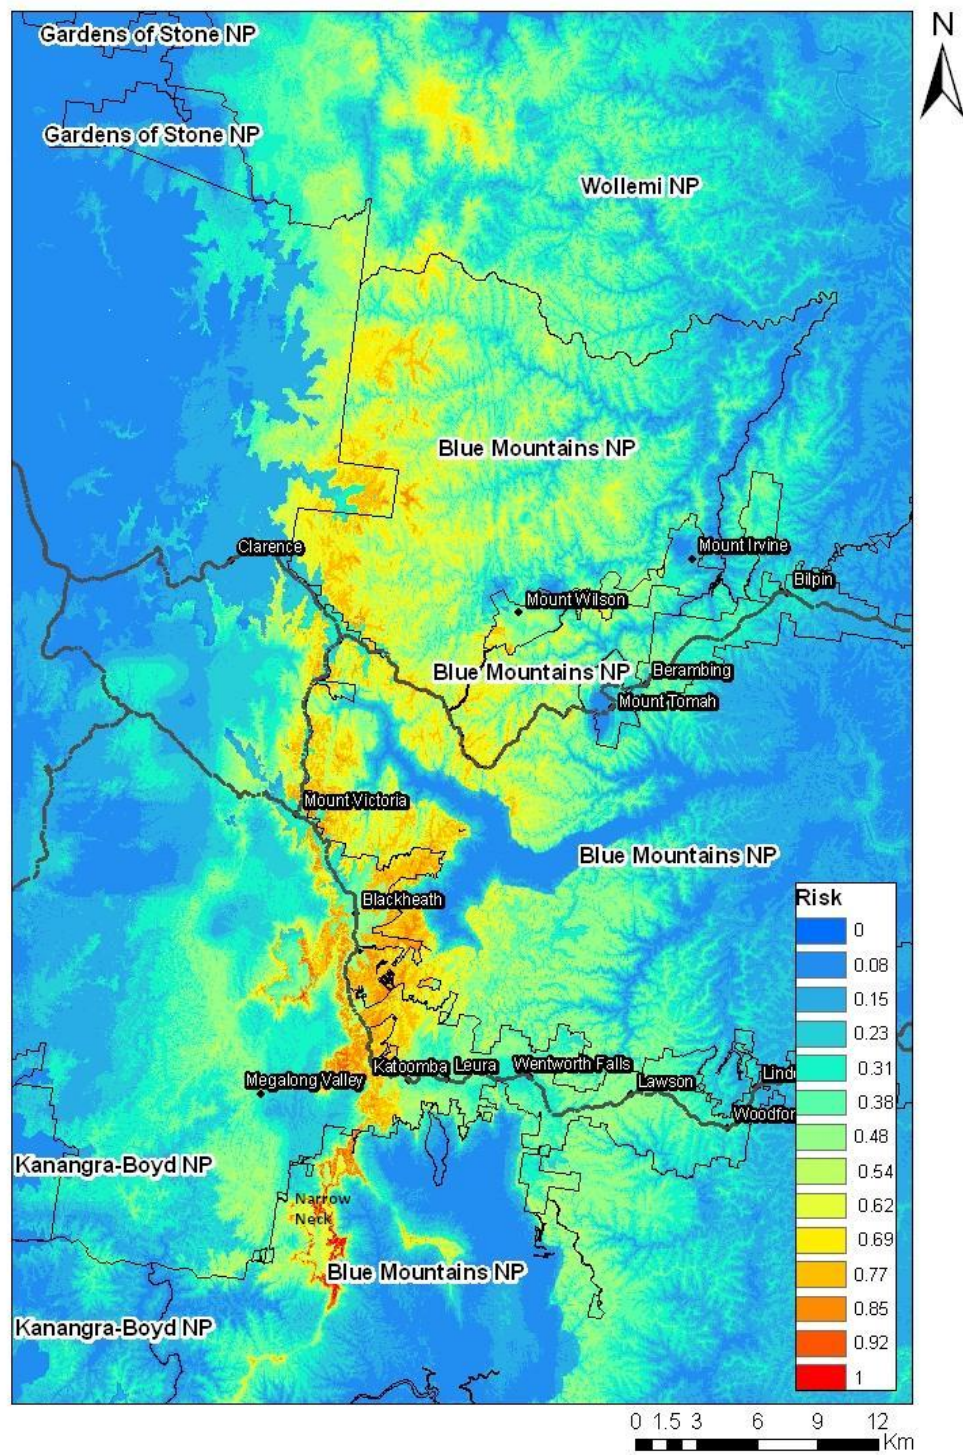 Gardens of Stone NP
N
Gardens of Stone NP
Wollemi NP
Blue Mountains NP
Clarence
Mount Irvine
Bilpin
Mount Wilson
Blue Mountains NP
Berambing
Mount Tomah
Mount Victoria
Blue Mountains NP
Blackheath
Risk
0
0.08
0.15
0.23
0.31
0.38
0.48
0.54
0.62
0.69
0.77
0.85
0.92
1
Katoomba
Leura
Wentworth Falls
Lind
Megalong Valley
Lawson
Woodfor
Kanangra-Boyd NP
Narrow
Neck
Blue Mountains NP
Kanangra-Boyd NP
0 1.5 3 6 9 12
Km